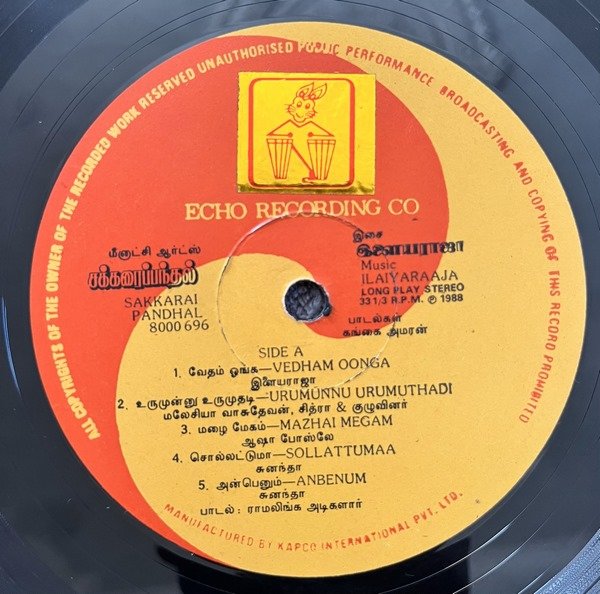 ALL COPYRIGHTS OF THE OWNER OF THE RECORDED WORK RESERVED UNAUTHORISED PUBLIC PERFORMANCE BROADCASTING AND COPYING OF THIS RECORD PROHIBITED
ECHO RECORDING CO
மீனாட்சி ஆர்ட்ஸ்
சக்கரைப்பந்தல்
SAKKARAI
PANDHAL
8000 696
இசை
இளையராஜா
Music
ILAIYARAAJA
LONG PLAY STEREO
33 1/3 R.P.M. ℗ 1988
பாடல்கள்
கங்கை அமரன்
SIDE A
1. வேதம் ஓங்க—VEDHAM OONGA
இளையராஜா
2. உருமுன்னு உருமுதடி—URUMUNNU URUMUTHADI
மலேசியா வாசுதேவன், சித்ரா & குழுவினர்
3. மழை மேகம்—MAZHAI MEGAM
ஆஷா போஸ்லே
4. சொல்லட்டுமா—SOLLATTUMAA
சுனந்தா
5. அன்பெனும்—ANBENUM
சுனந்தா
பாடல் : ராமலிங்க அடிகளார்
MANUFACTURED BY KAPCO INTERNATIONAL PVT. LTD.